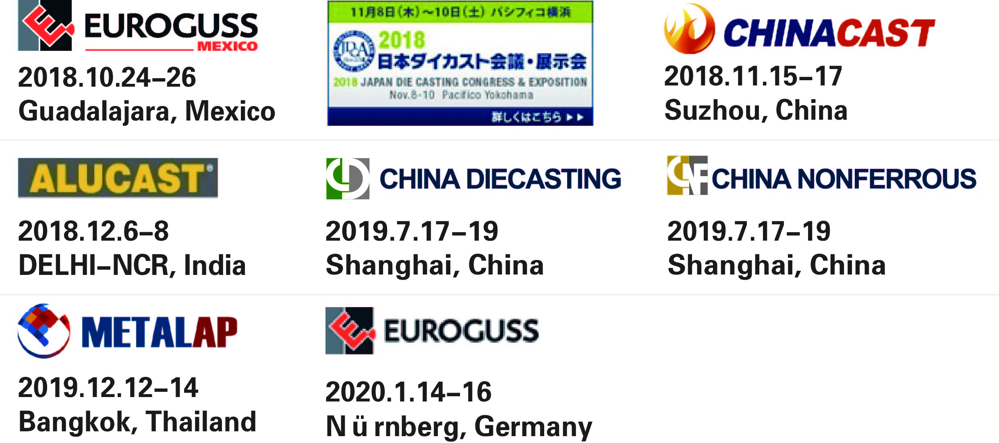 EUROGUSS
MEXICO
2018.10.24–26
Guadalajara, Mexico
11月8日(木)～10日(土) パシフィコ横浜
JDCA
2018
日本ダイカスト会議・展示会
2018 JAPAN DIE CASTING CONGRESS & EXPOSITION
Nov.8-10 Pacifico Yokohama
詳しくはこちら ▶▶
CHINACAST
2018.11.15–17
Suzhou, China
ALUCAST®
2018.12.6–8
DELHI–NCR, India
CHINA DIECASTING
2019.7.17–19
Shanghai, China
CHINA NONFERROUS
2019.7.17–19
Shanghai, China
METALAP
2019.12.12–14
Bangkok, Thailand
EUROGUSS
2020.1.14–16
N ü rnberg, Germany